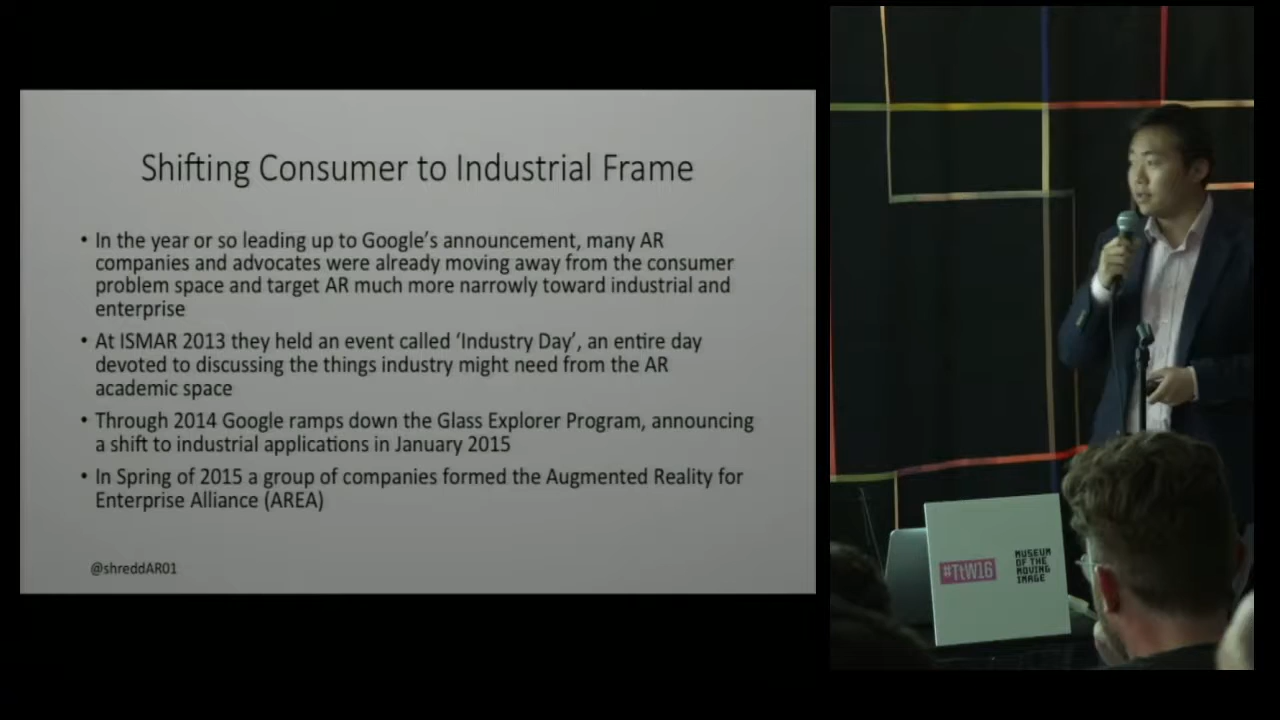 Shifting Consumer to Industrial Frame
• In the year or so leading up to Google's announcement, many AR
companies and advocates were already moving away from the consumer
problem space and target AR much more narrowly toward industrial and
enterprise
• At ISMAR 2013 they held an event called 'Industry Day', an entire day
devoted to discussing the things industry might need from the AR
academic space
• Through 2014 Google ramps down the Glass Explorer Program, announcing
a shift to industrial applications in January 2015
• In Spring of 2015 a group of companies formed the Augmented Reality for
Enterprise Alliance (AREA)
@shreddAR01
#TtW16
MUSEUM
OF THE
MOVING
IMAGE